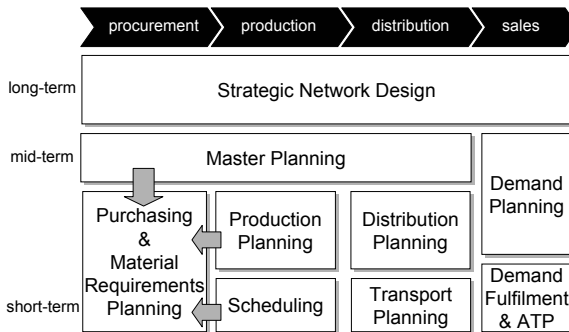 procurement
production
distribution
sales
long-term
Strategic Network Design
mid-term
Master Planning
Demand
Planning
Purchasing
&
Material
Requirements
Planning
Production
Planning
Distribution
Planning
short-term
Scheduling
Transport
Planning
Demand
Fulfilment
& ATP